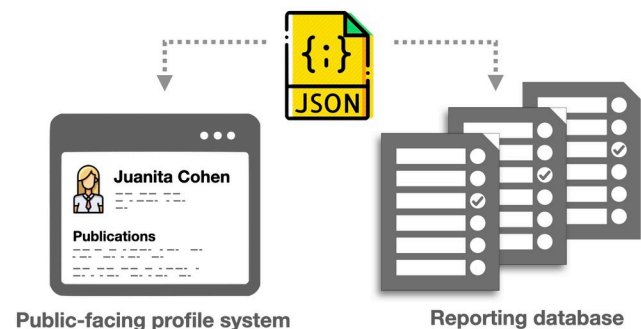 {;}
JSON
Juanita Cohen
Publications
Public-facing profile system
Reporting database